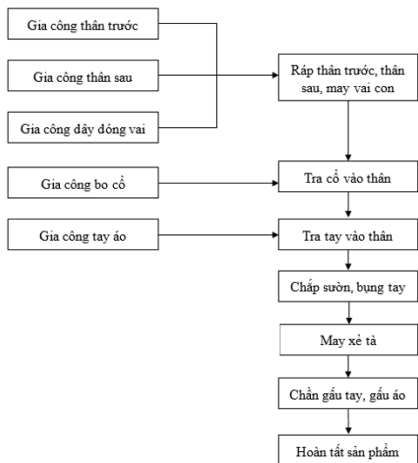 Gia công thân trước
Gia công thân sau
Ráp thân trước, thân
sau, may vai con
Gia công dây dóng vai
Gia công bo cổ
Tra cổ vào thân
Gia công tay áo
Tra tay vào thân
Chắp sườn, bụng tay
May xẻ tà
Chần gấu tay, gấu áo
Hoàn tất sản phẩm